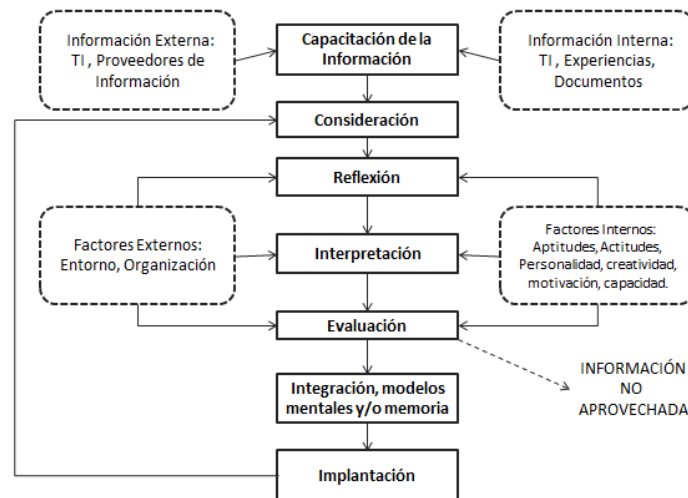 Información Externa:
TI , Proveedores de
Información
Capacitación de la
Información
Información Interna:
TI , Experiencias,
Documentos
Consideración
Reflexión
Factores Externos:
Entorno, Organización
Interpretación
Factores Internos:
Aptitudes, Actitudes,
Personalidad, creatividad,
motivación, capacidad.
Evaluación
INFORMACIÓN
NO
APROVECHADA
Integración, modelos
mentales y/o memoria
Implantación